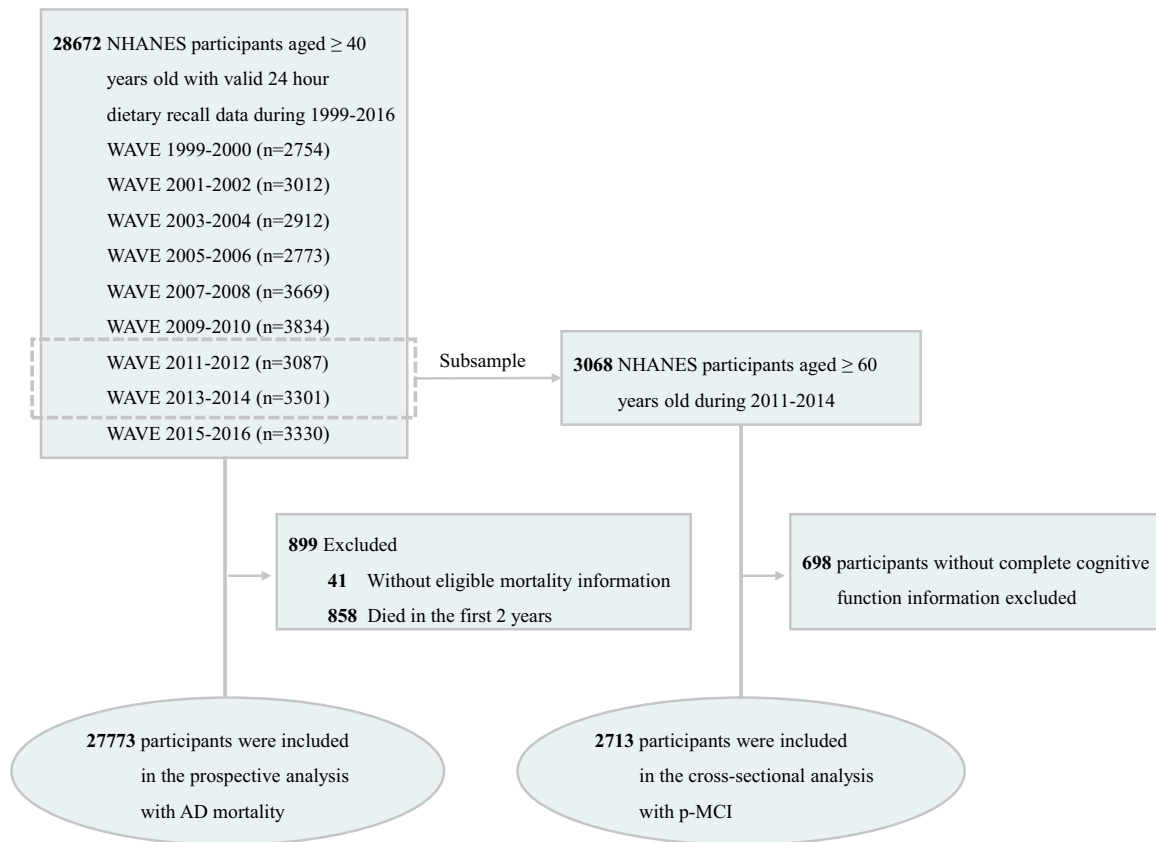 28672 NHANES participants aged ≥ 40
years old with valid 24 hour
dietary recall data during 1999-2016
WAVE 1999-2000 (n=2754)
WAVE 2001-2002 (n=3012)
WAVE 2003-2004 (n=2912)
WAVE 2005-2006 (n=2773)
WAVE 2007-2008 (n=3669)
WAVE 2009-2010 (n=3834)
WAVE 2011-2012 (n=3087)
WAVE 2013-2014 (n=3301)
WAVE 2015-2016 (n=3330)
Subsample
3068 NHANES participants aged ≥ 60
years old during 2011-2014
899 Excluded
41 Without eligible mortality information
858 Died in the first 2 years
698 participants without complete cognitive
function information excluded
27773 participants were included
in the prospective analysis
with AD mortality
2713 participants were included
in the cross-sectional analysis
with p-MCI